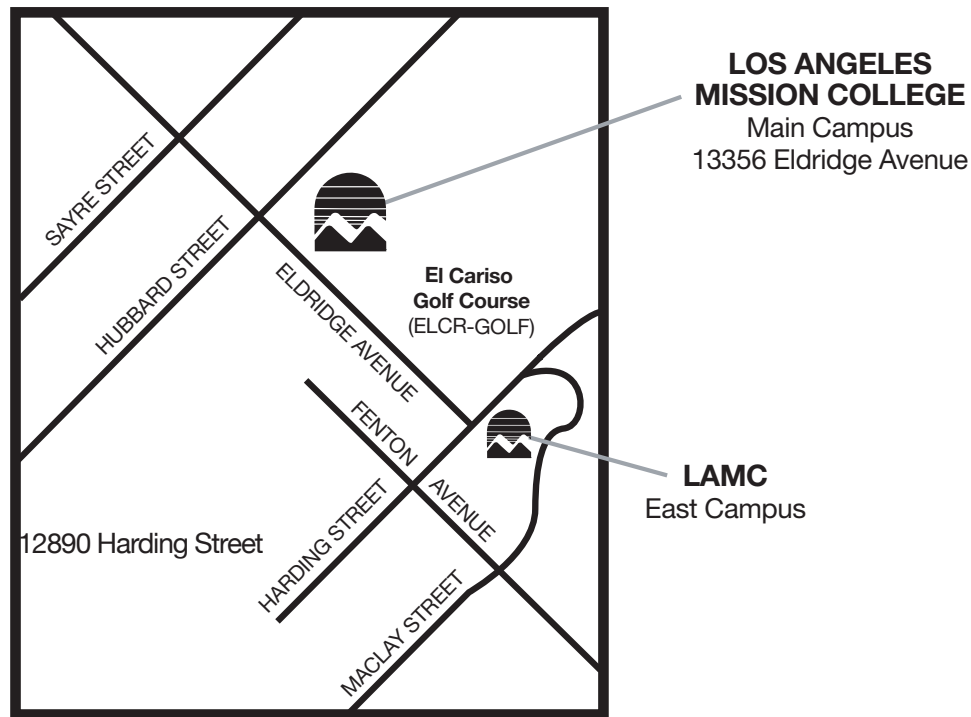 LOS ANGELES
MISSION COLLEGE
Main Campus
13356 Eldridge Avenue
SAYRE STREET
HUBBARD STREET
ELDRIDGE AVENUE
El Cariso
Golf Course
(ELCR-GOLF)
FENTON
AVENUE
LAMC
East Campus
12890 Harding Street
HARDING STREET
MACLAY STREET